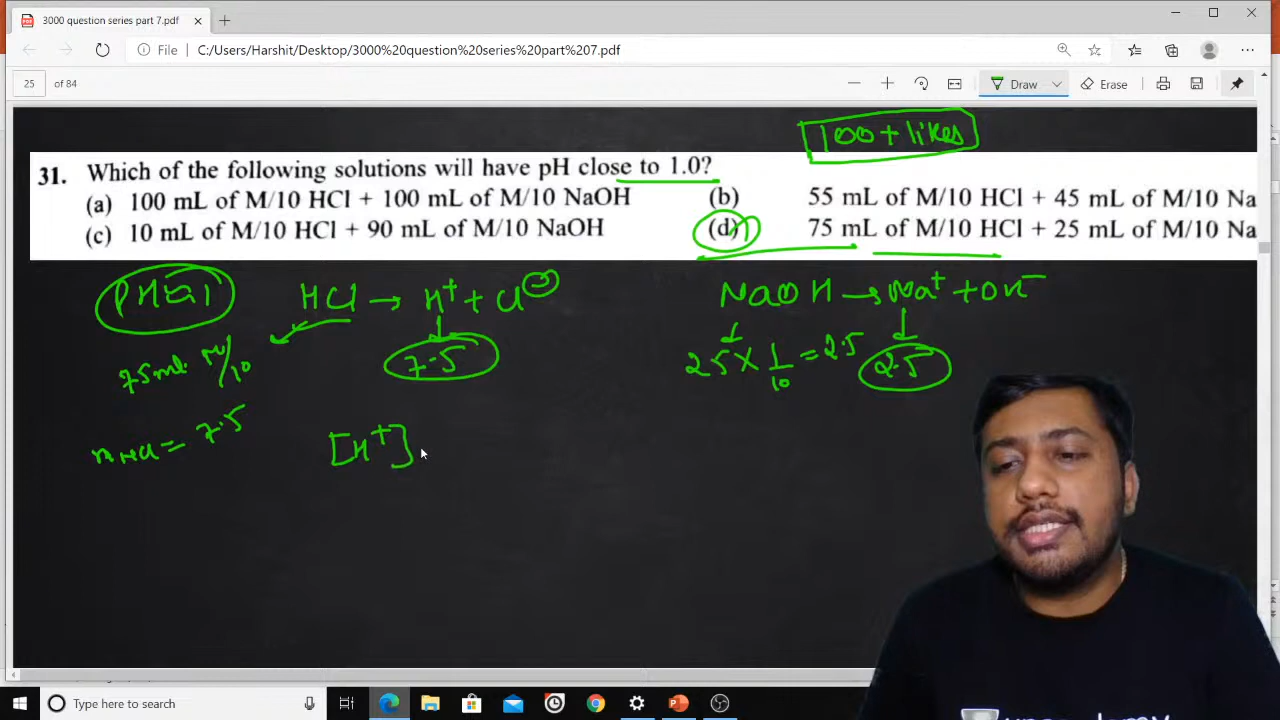 3000 question series part 7.pdf
File C:/Users/Harshit/Desktop/3000%20question%20series%20part%207.pdf
25 of 84 Draw Erase
100+ likes
31. Which of the following solutions will have pH close to 1.0?
(a) 100 mL of M/10 HCl + 100 mL of M/10 NaOH (b) 55 mL of M/10 HCl + 45 mL of M/10 Na
(c) 10 mL of M/10 HCl + 90 mL of M/10 NaOH (d) 75 mL of M/10 HCl + 25 mL of M/10 Na
HCl → H+ + Cl⊖ NaOH → Na+ + OH−
75ml M/10 7.5 25 × 1/10 = 2.5 2.5
nHCl = 7.5 [H+]
Type here to search